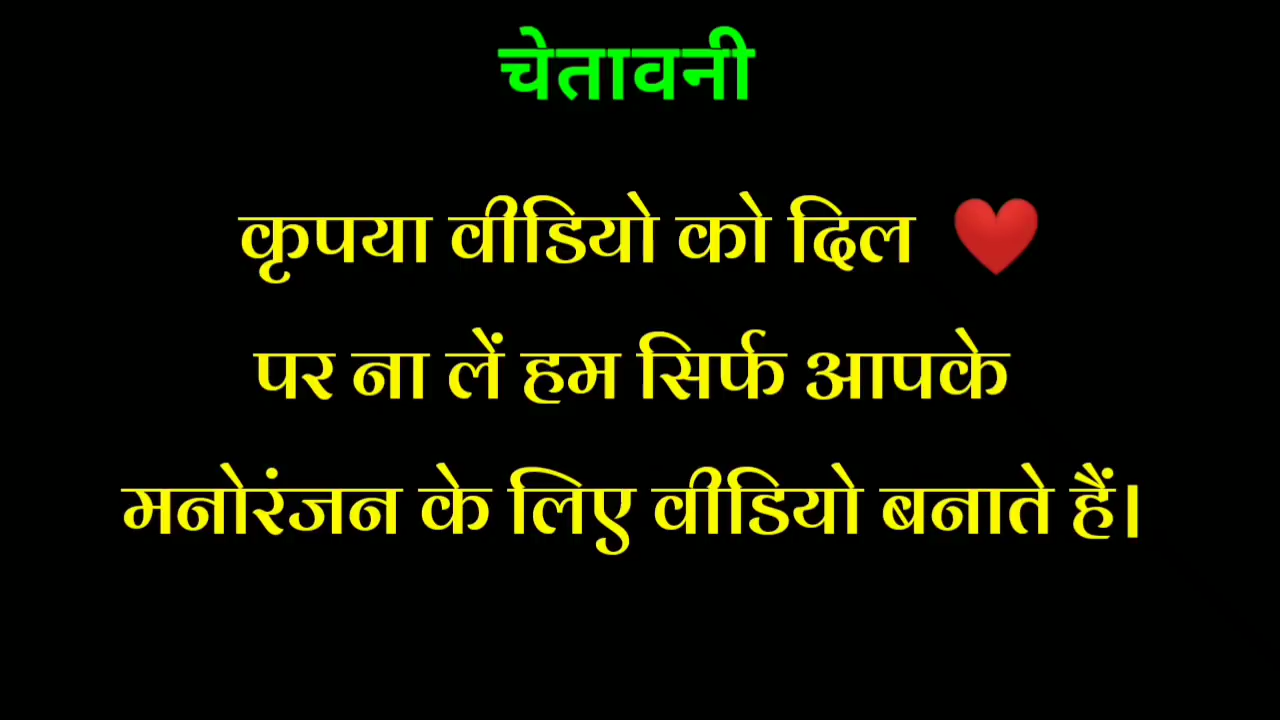 चेतावनी
कृपया वीडियो को दिल ❤️
पर ना लें हम सिर्फ आपके
मनोरंजन के लिए वीडियो बनाते हैं।